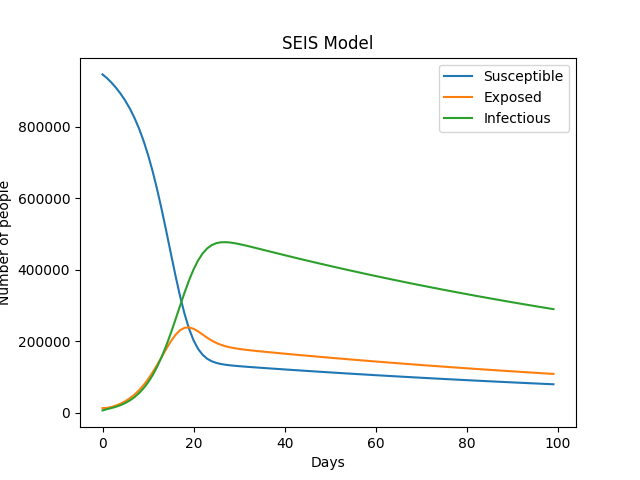 SEIS Model
Susceptible
Exposed
Infectious
800000
600000
400000
200000
0
Number of people
0 20 40 60 80 100
Days